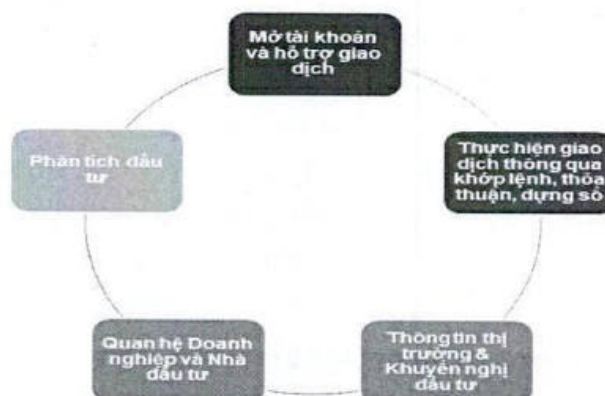 Mở tài khoản
và hỗ trợ giao
dịch
Thực hiện giao
dịch thông qua
khớp lệnh, thỏa
thuận, dựng sổ
Thông tin thị
trường &
Khuyến nghị
đầu tư
Quan hệ Doanh
nghiệp và Nhà
đầu tư
Phân tích đầu
tư